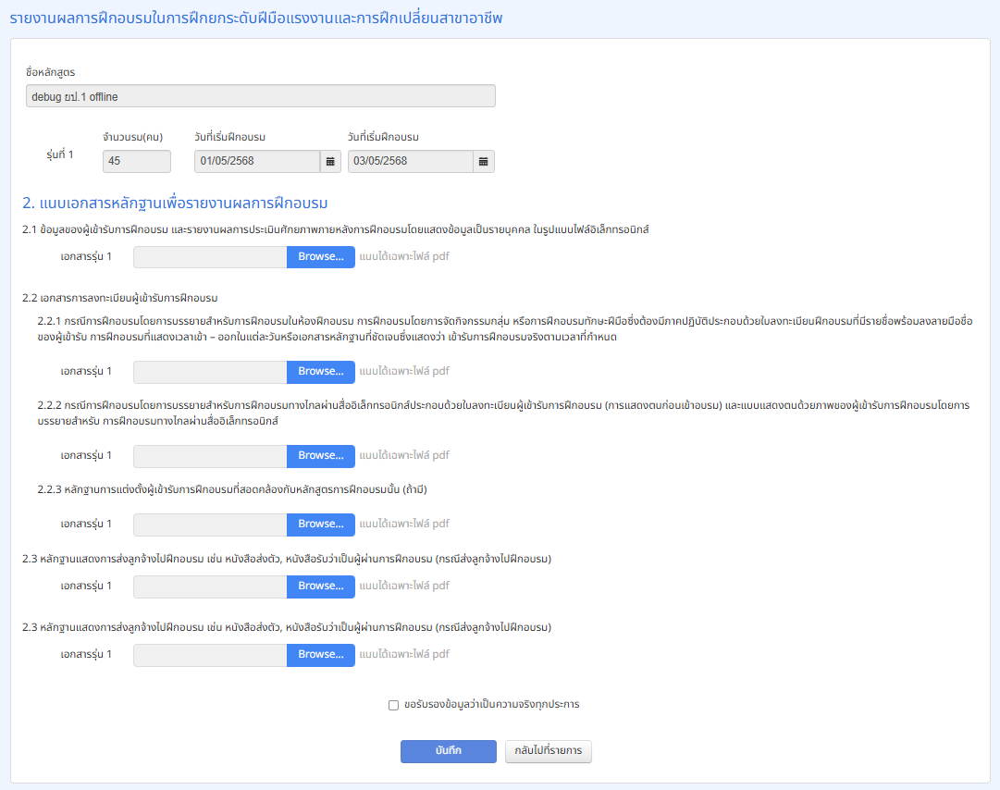 รายงานผลการฝึกอบรมในการฝึกยกระดับฝีมือแรงงานและการฝึกเปลี่ยนสาขาอาชีพ
ชื่อหลักสูตร
debug ยป.1 offline
จำนวนรม(คน) วันที่เริ่มฝึกอบรม วันที่เริ่มฝึกอบรม
รุ่นที่ 1 45 01/05/2568 03/05/2568
2. แนบเอกสารหลักฐานเพื่อรายงานผลการฝึกอบรม
2.1 ข้อมูลของผู้เข้ารับการฝึกอบรม และรายงานผลการประเมินศักยภาพภายหลังการฝึกอบรมโดยแสดงข้อมูลเป็นรายบุคคล ในรูปแบบไฟล์อิเล็กทรอนิกส์
เอกสารรุ่น 1 Browse... แนบได้เฉพาะไฟล์ pdf
2.2 เอกสารการลงทะเบียนผู้เข้ารับการฝึกอบรม
2.2.1 กรณีการฝึกอบรมโดยการบรรยายสำหรับการฝึกอบรมในห้องฝึกอบรม การฝึกอบรมโดยการจัดกิจกรรมกลุ่ม หรือการฝึกอบรมทักษะฝีมือซึ่งต้องมีภาคปฏิบัติประกอบด้วยใบลงทะเบียนฝึกอบรมที่มีรายชื่อพร้อมลงลายมือชื่อ
ของผู้เข้ารับ การฝึกอบรมที่แสดงเวลาเข้า – ออกในแต่ละวันหรือเอกสารหลักฐานที่ชัดเจนซึ่งแสดงว่า เข้ารับการฝึกอบรมจริงตามเวลาที่กำหนด
เอกสารรุ่น 1 Browse... แนบได้เฉพาะไฟล์ pdf
2.2.2 กรณีการฝึกอบรมโดยการบรรยายสำหรับการฝึกอบรมทางไกลผ่านสื่ออิเล็กทรอนิกส์ประกอบด้วยใบลงทะเบียนผู้เข้ารับการฝึกอบรม (การแสดงตนก่อนเข้าอบรม) และแบบแสดงตนด้วยภาพของผู้เข้ารับการฝึกอบรมโดยการ
บรรยายสำหรับ การฝึกอบรมทางไกลผ่านสื่ออิเล็กทรอนิกส์
เอกสารรุ่น 1 Browse... แนบได้เฉพาะไฟล์ pdf
2.2.3 หลักฐานการแต่งตั้งผู้เข้ารับการฝึกอบรมที่สอดคล้องกับหลักสูตรการฝึกอบรมนั้น (ถ้ามี)
เอกสารรุ่น 1 Browse... แนบได้เฉพาะไฟล์ pdf
2.3 หลักฐานแสดงการส่งลูกจ้างไปฝึกอบรม เช่น หนังสือส่งตัว, หนังสือรับว่าเป็นผู้ผ่านการฝึกอบรม (กรณีส่งลูกจ้างไปฝึกอบรม)
เอกสารรุ่น 1 Browse... แนบได้เฉพาะไฟล์ pdf
2.3 หลักฐานแสดงการส่งลูกจ้างไปฝึกอบรม เช่น หนังสือส่งตัว, หนังสือรับว่าเป็นผู้ผ่านการฝึกอบรม (กรณีส่งลูกจ้างไปฝึกอบรม)
เอกสารรุ่น 1 Browse... แนบได้เฉพาะไฟล์ pdf
ขอรับรองข้อมูลว่าเป็นความจริงทุกประการ
บันทึก กลับไปที่รายการ